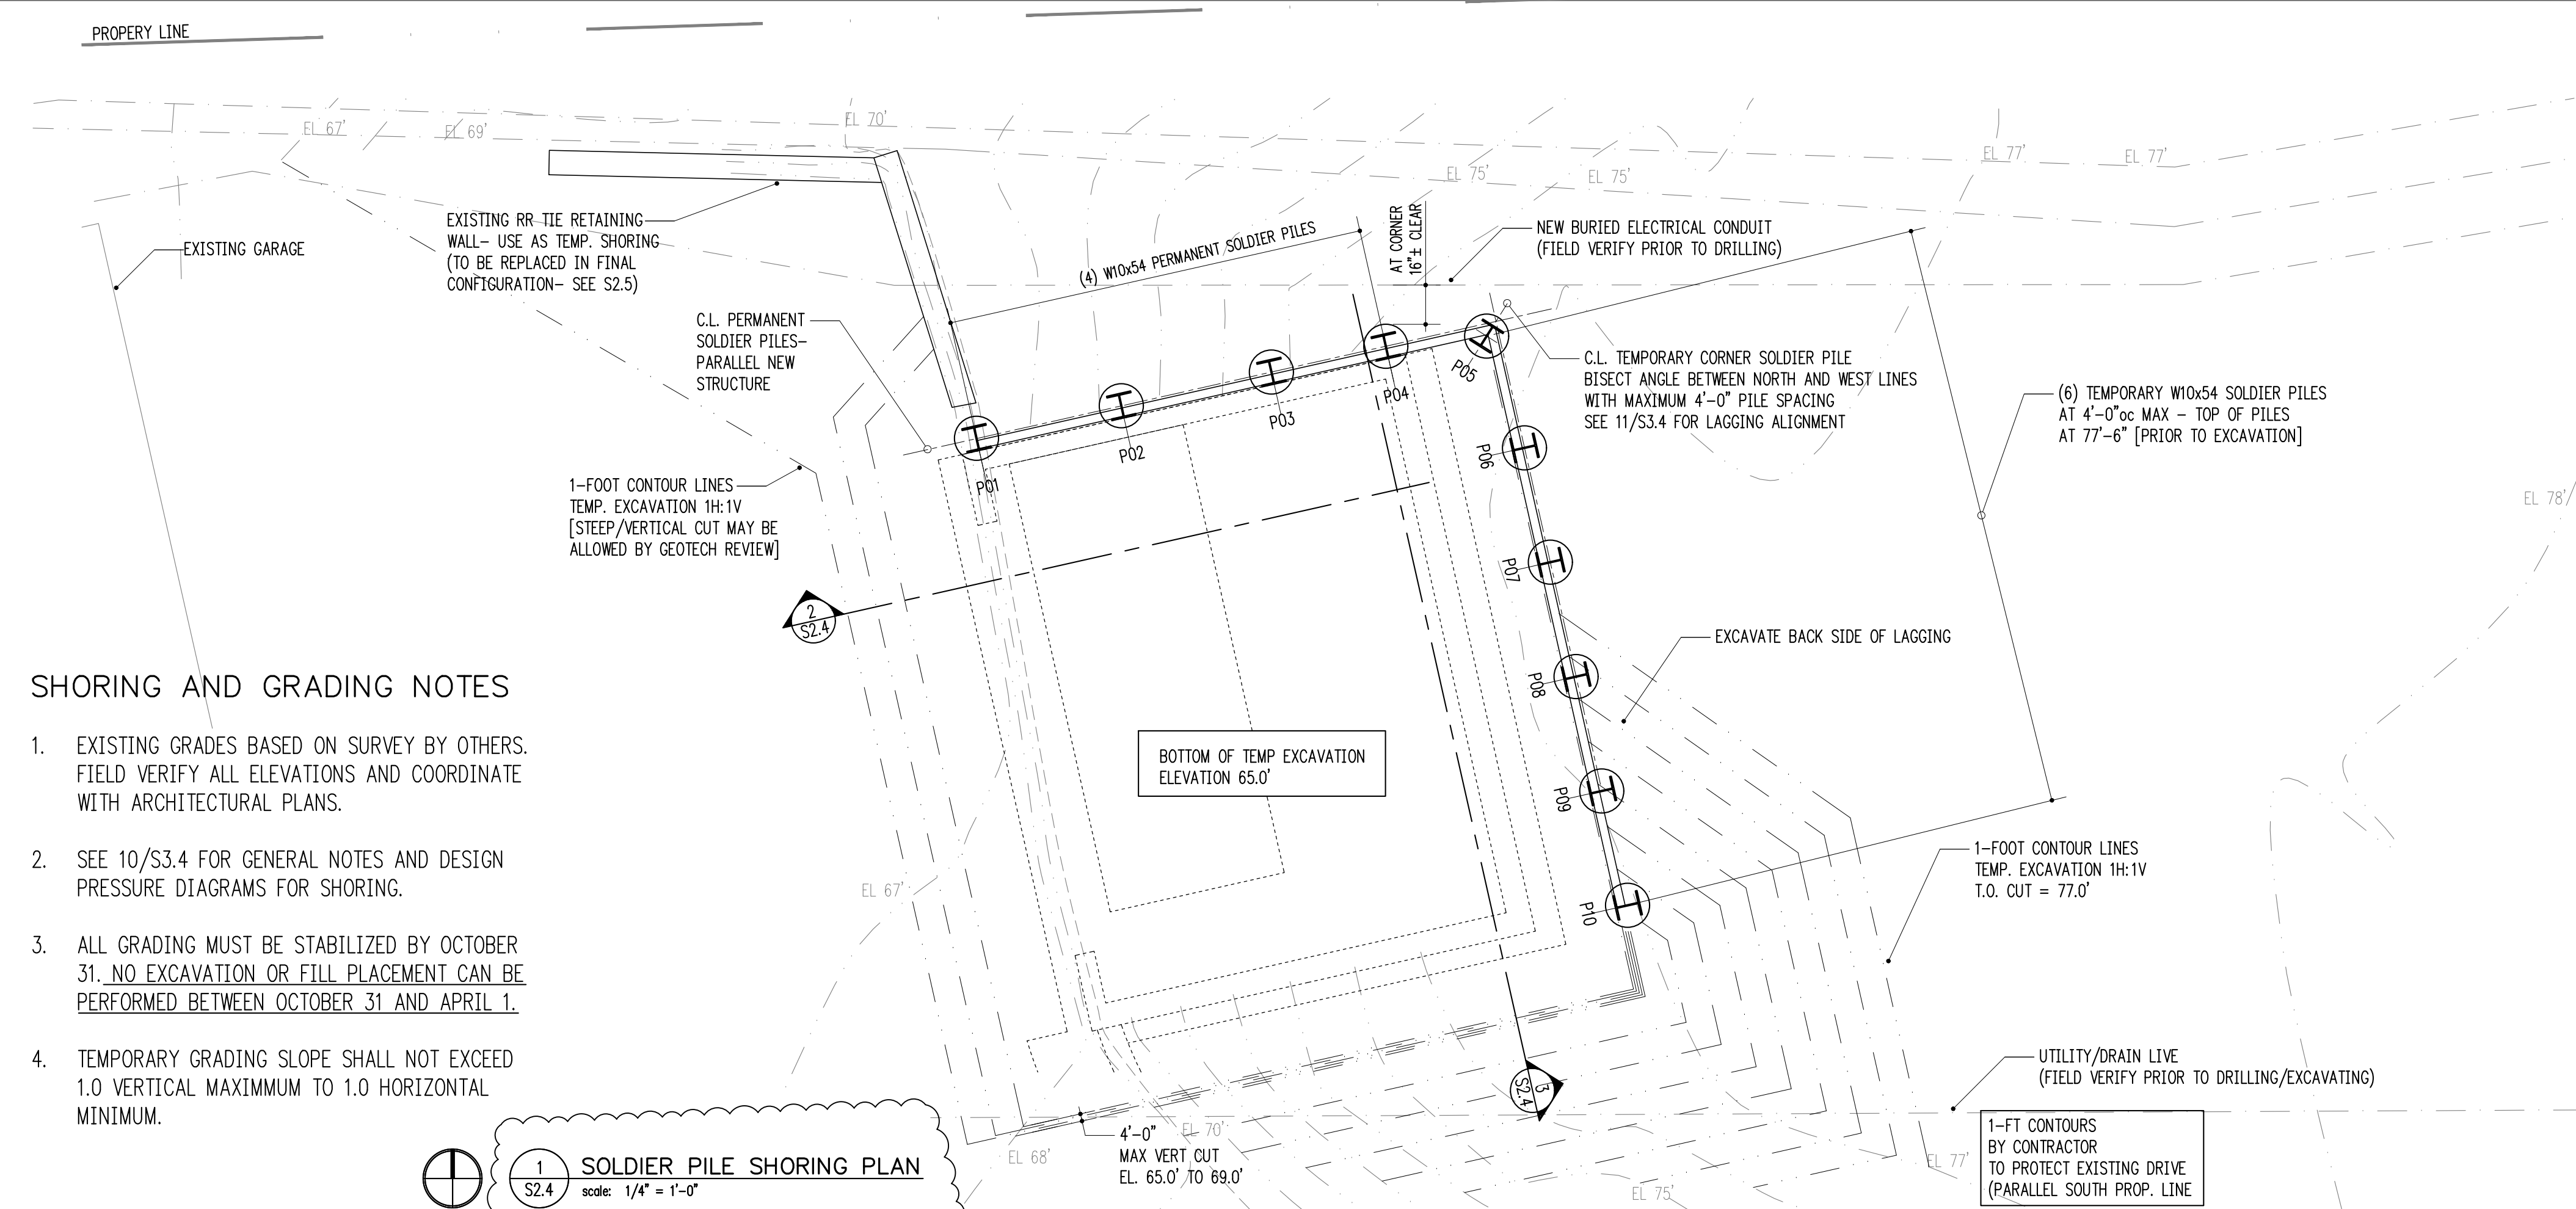 PROPERY LINE
EL 67'
EL 69'
EL 70'
EL 75'
EL 75'
EL 77'
EL 77'
EXISTING GARAGE
EXISTING RR TIE RETAINING
WALL- USE AS TEMP. SHORING
(TO BE REPLACED IN FINAL
CONFIGURATION- SEE S2.5)
(4) W10x54 PERMANENT SOLDIER PILES
AT CORNER
16"± CLEAR
NEW BURIED ELECTRICAL CONDUIT
(FIELD VERIFY PRIOR TO DRILLING)
C.L. PERMANENT
SOLDIER PILES-
PARALLEL NEW
STRUCTURE
C.L. TEMPORARY CORNER SOLDIER PILE
BISECT ANGLE BETWEEN NORTH AND WEST LINES
WITH MAXIMUM 4'-0" PILE SPACING
SEE 11/S3.4 FOR LAGGING ALIGNMENT
(6) TEMPORARY W10x54 SOLDIER PILES
AT 4'-0"oc MAX - TOP OF PILES
AT 77'-6" [PRIOR TO EXCAVATION]
P01
P02
P03
P04
P05
P06
P07
P08
P09
P10
EL 78'
1-FOOT CONTOUR LINES
TEMP. EXCAVATION 1H:1V
[STEEP/VERTICAL CUT MAY BE
ALLOWED BY GEOTECH REVIEW]
2
S2.4
EXCAVATE BACK SIDE OF LAGGING
BOTTOM OF TEMP EXCAVATION
ELEVATION 65.0'
SHORING AND GRADING NOTES
1. EXISTING GRADES BASED ON SURVEY BY OTHERS.
FIELD VERIFY ALL ELEVATIONS AND COORDINATE
WITH ARCHITECTURAL PLANS.
2. SEE 10/S3.4 FOR GENERAL NOTES AND DESIGN
PRESSURE DIAGRAMS FOR SHORING.
3. ALL GRADING MUST BE STABILIZED BY OCTOBER
31. NO EXCAVATION OR FILL PLACEMENT CAN BE
PERFORMED BETWEEN OCTOBER 31 AND APRIL 1.
4. TEMPORARY GRADING SLOPE SHALL NOT EXCEED
1.0 VERTICAL MAXIMMUM TO 1.0 HORIZONTAL
MINIMUM.
EL 67'
1-FOOT CONTOUR LINES
TEMP. EXCAVATION 1H:1V
T.O. CUT = 77.0'
3
S2.4
UTILITY/DRAIN LIVE
(FIELD VERIFY PRIOR TO DRILLING/EXCAVATING)
1-FT CONTOURS
BY CONTRACTOR
TO PROTECT EXISTING DRIVE
(PARALLEL SOUTH PROP. LINE
EL 68'
EL 70'
4'-0"
MAX VERT CUT
EL. 65.0' TO 69.0'
EL 75'
EL 77'
1
S2.4
SOLDIER PILE SHORING PLAN
scale: 1/4" = 1'-0"